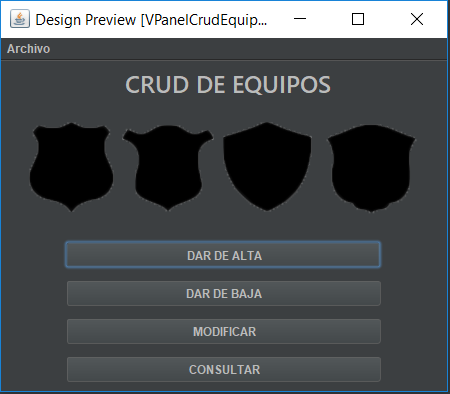 Design Preview [VPanelCrudEquip...
Archivo
CRUD DE EQUIPOS
DAR DE ALTA
DAR DE BAJA
MODIFICAR
CONSULTAR